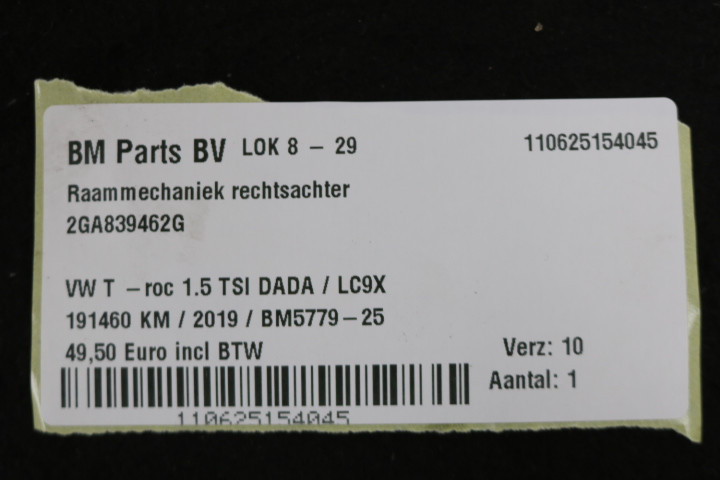 BM Parts BV LOK 8 – 29 110625154045
Raammechaniek rechtsachter
2GA839462G
VW T – roc 1.5 TSI DADA / LC9X
191460 KM / 2019 / BM5779–25
49,50 Euro incl BTW Verz: 10
Aantal: 1
110625154045